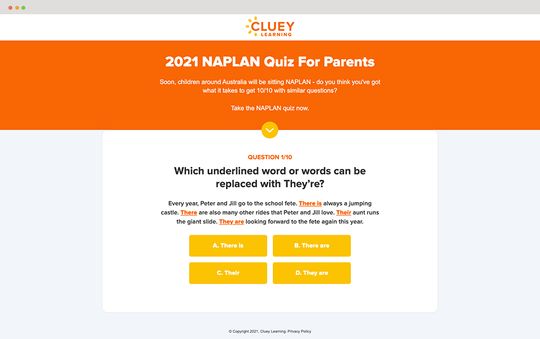 CLUEY
LEARNING
2021 NAPLAN Quiz For Parents
Soon, children around Australia will be sitting NAPLAN - do you think you've got
what it takes to get 10/10 with similar questions?
Take the NAPLAN quiz now.
QUESTION 1/10
Which underlined word or words can be
replaced with They're?
Every year, Peter and Jill go to the school fete. There is always a jumping
castle. There are also many other rides that Peter and Jill love. Their aunt runs
the giant slide. They are looking forward to the fete again this year.
A. There is
B. There are
C. Their
D. They are
© Copyright 2021, Cluey Learning. Privacy Policy